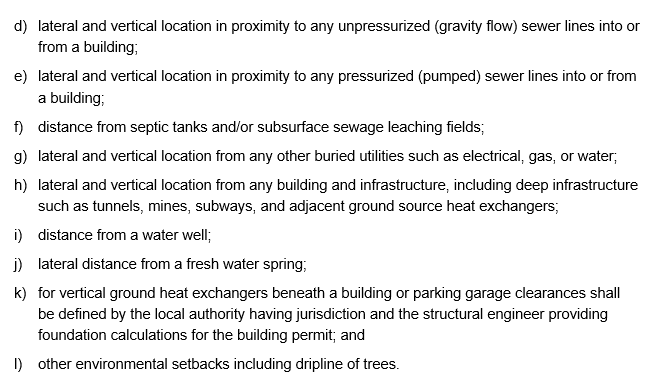 d) lateral and vertical location in proximity to any unpressurized (gravity flow) sewer lines into or
from a building;
e) lateral and vertical location in proximity to any pressurized (pumped) sewer lines into or from
a building;
f) distance from septic tanks and/or subsurface sewage leaching fields;
g) lateral and vertical location from any other buried utilities such as electrical, gas, or water;
h) lateral and vertical location from any building and infrastructure, including deep infrastructure
such as tunnels, mines, subways, and adjacent ground source heat exchangers;
i) distance from a water well;
j) lateral distance from a fresh water spring;
k) for vertical ground heat exchangers beneath a building or parking garage clearances shall
be defined by the local authority having jurisdiction and the structural engineer providing
foundation calculations for the building permit; and
l) other environmental setbacks including dripline of trees.